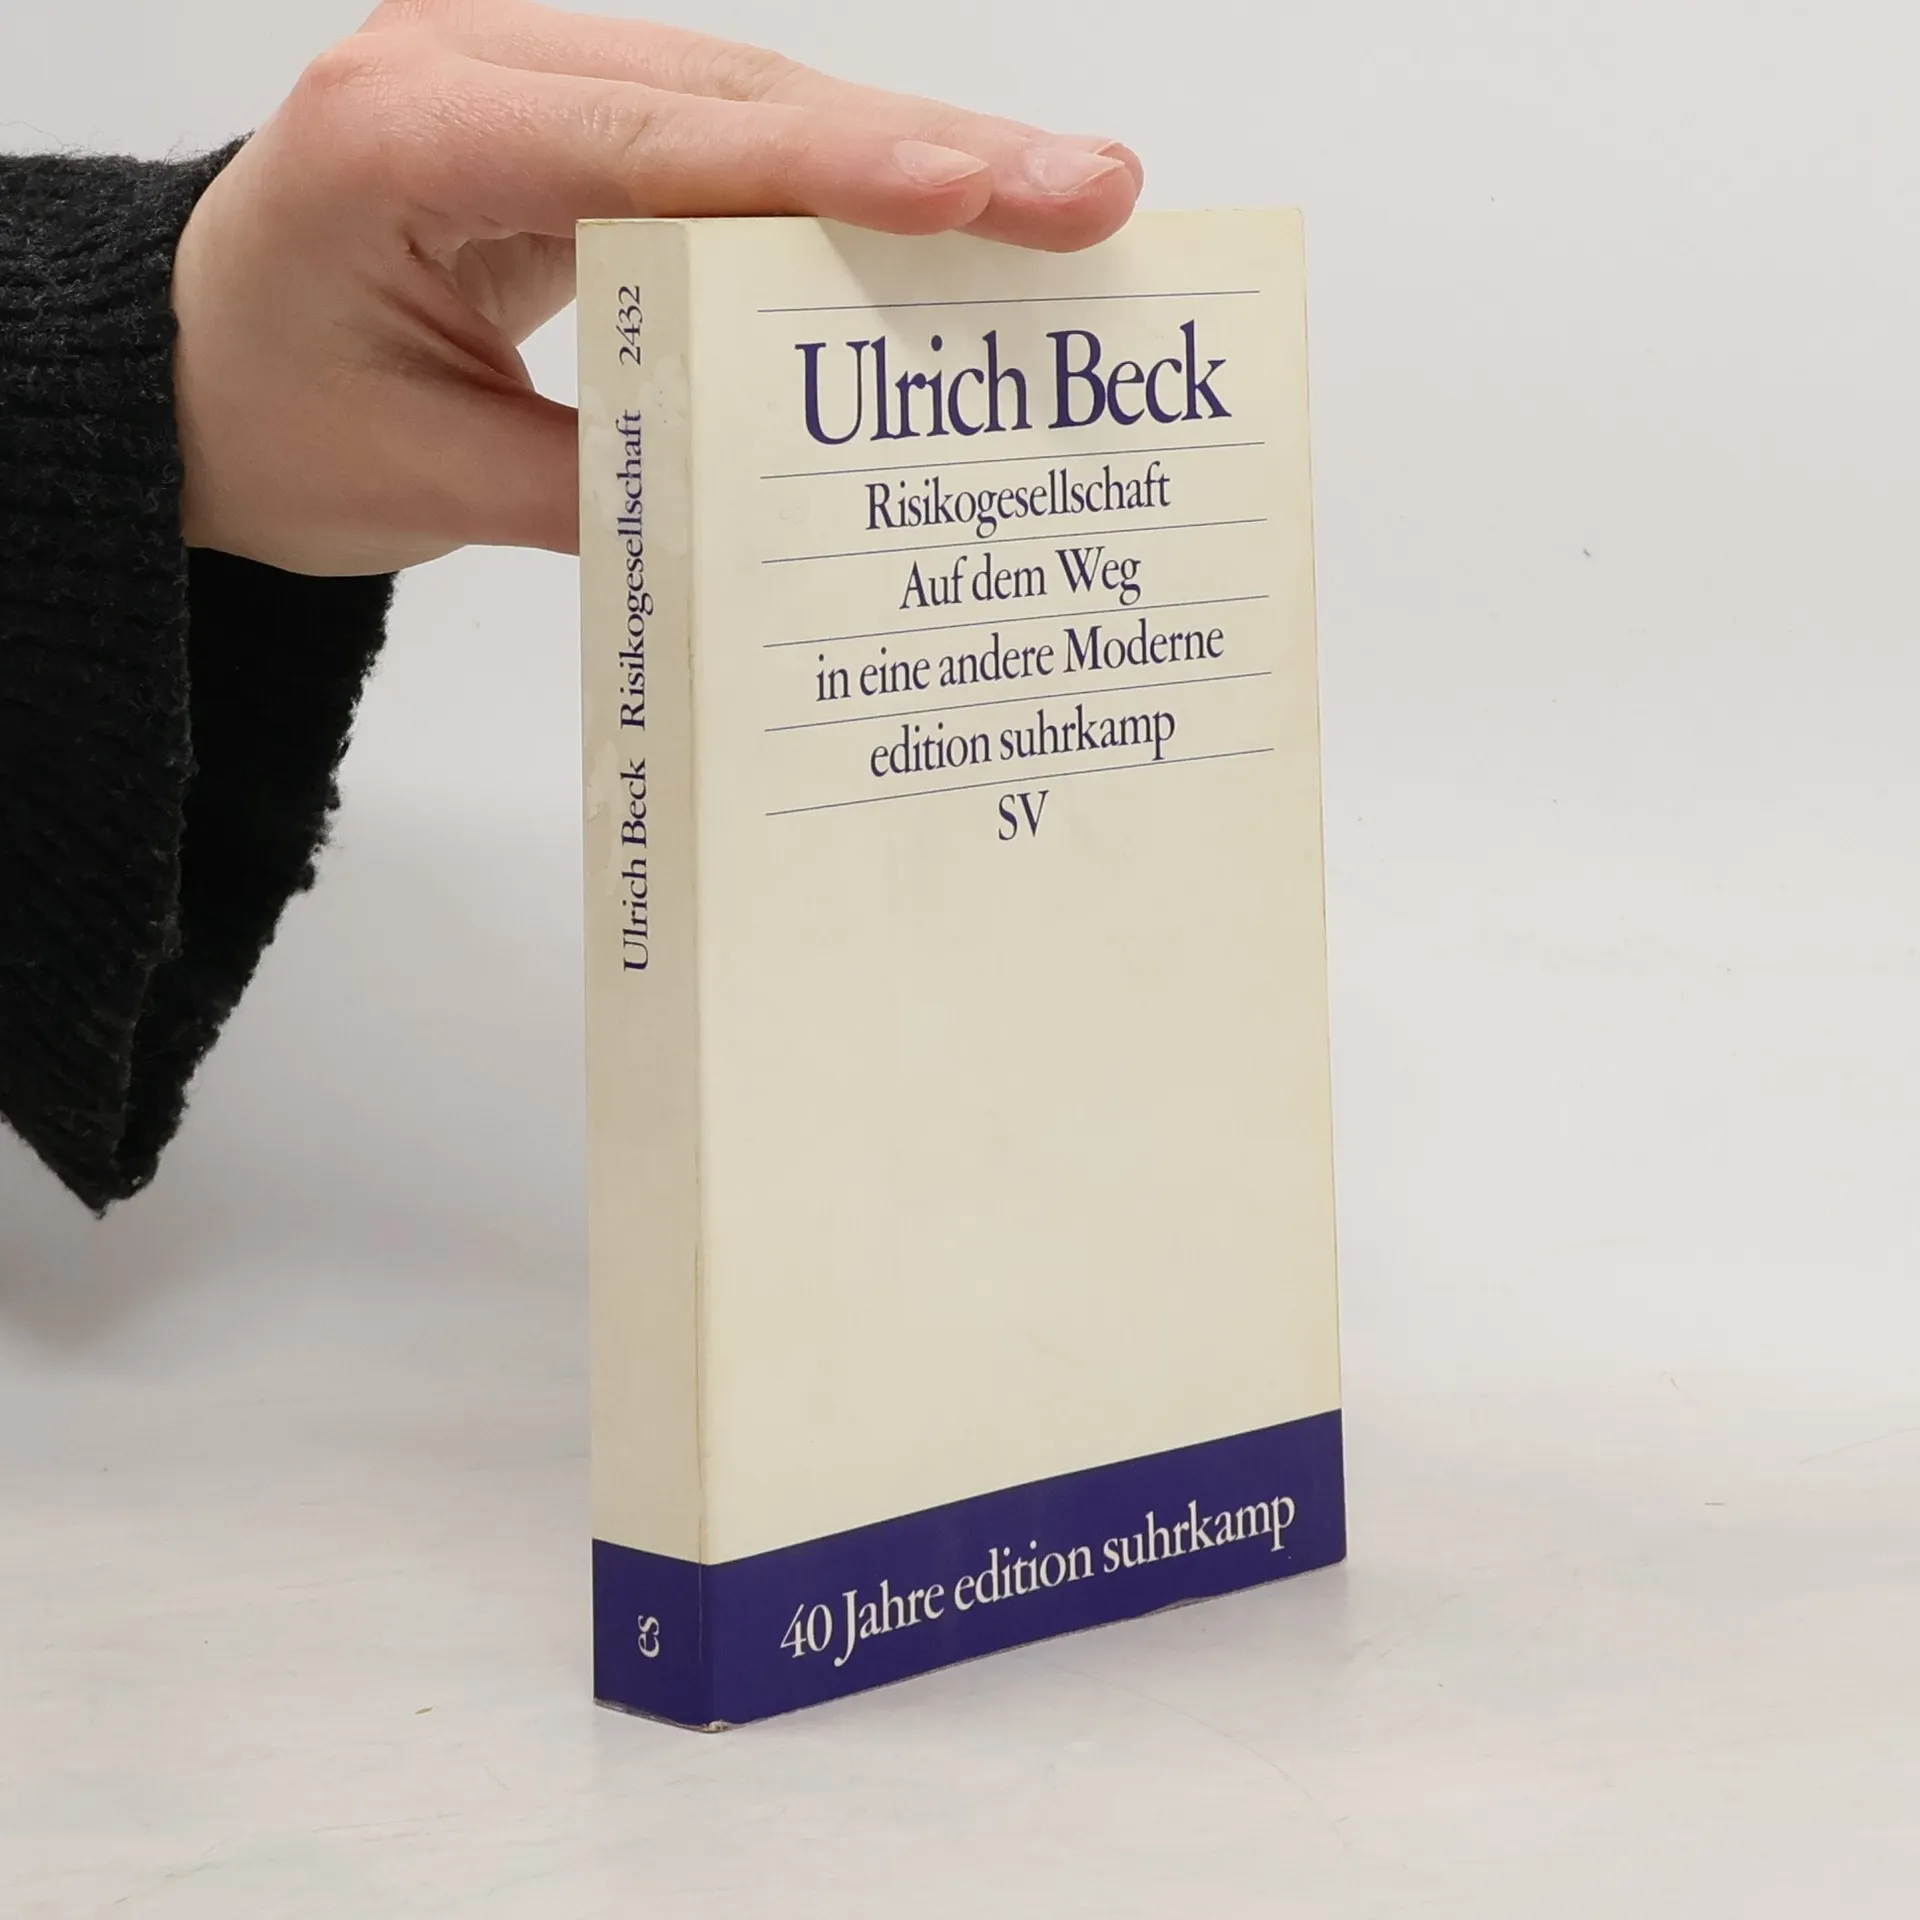 Ulrich Beck Risikogesellschaft 2432
es
Ulrich Beck
Risikogesellschaft
Auf dem Weg
in eine andere Moderne
edition suhrkamp
SV
40 Jahre edition suhrkamp